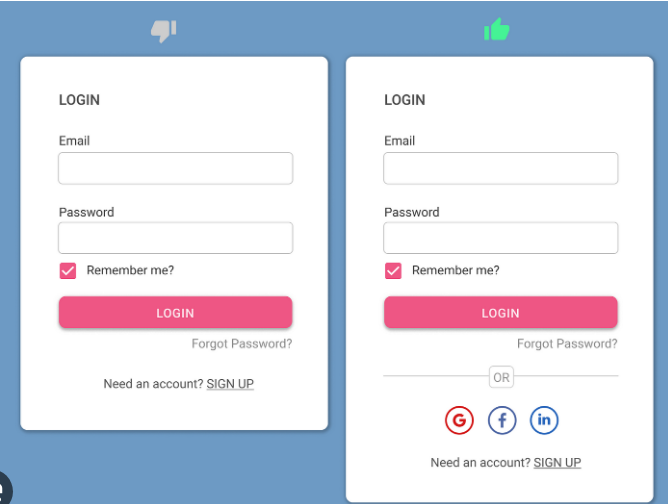 LOGIN
Email
Password
Remember me?
LOGIN
Forgot Password?
Need an account? SIGN UP
LOGIN
Email
Password
Remember me?
LOGIN
Forgot Password?
OR
G f in
Need an account? SIGN UP